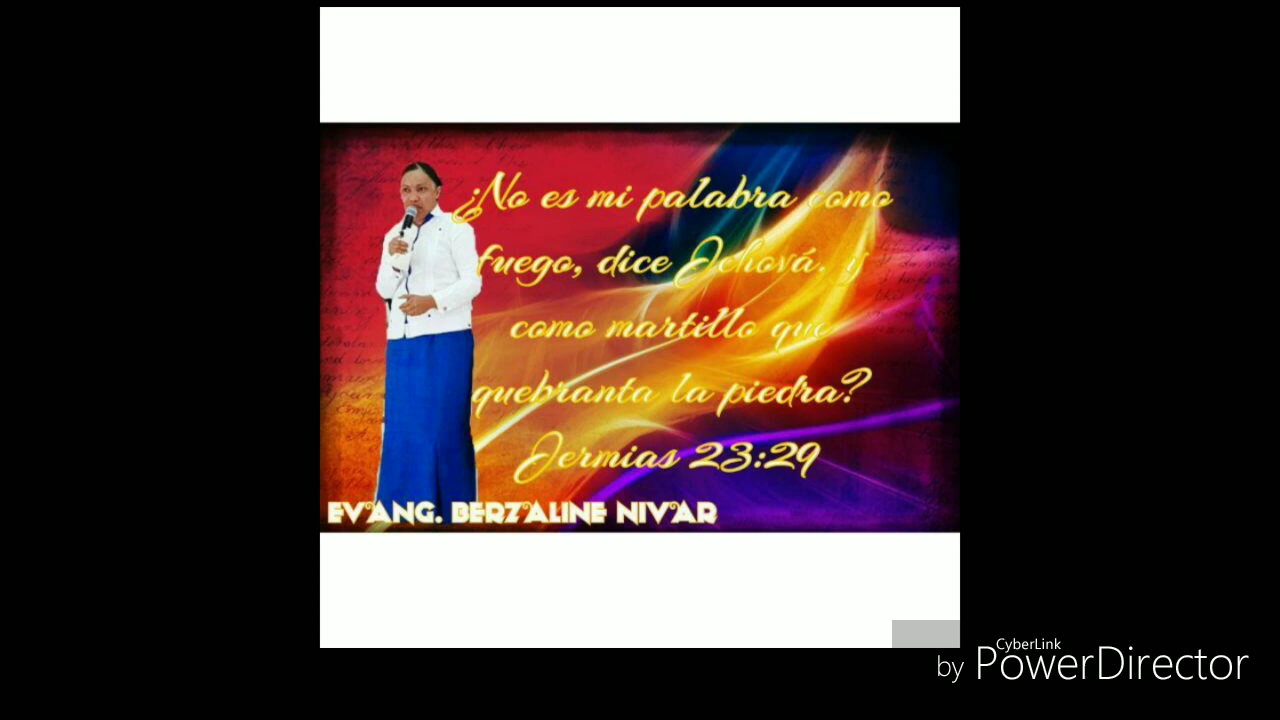 ¿No es mi palabra como
fuego, dice Jehová, y
como martillo que
quebranta la piedra?
Jermias 23:29
EVANG. BERZALINE NIVAR
CyberLink
by PowerDirector